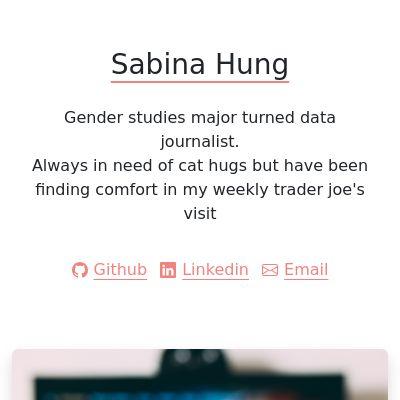 Sabina Hung
Gender studies major turned data
journalist.
Always in need of cat hugs but have been
finding comfort in my weekly trader joe's
visit
Github Linkedin Email